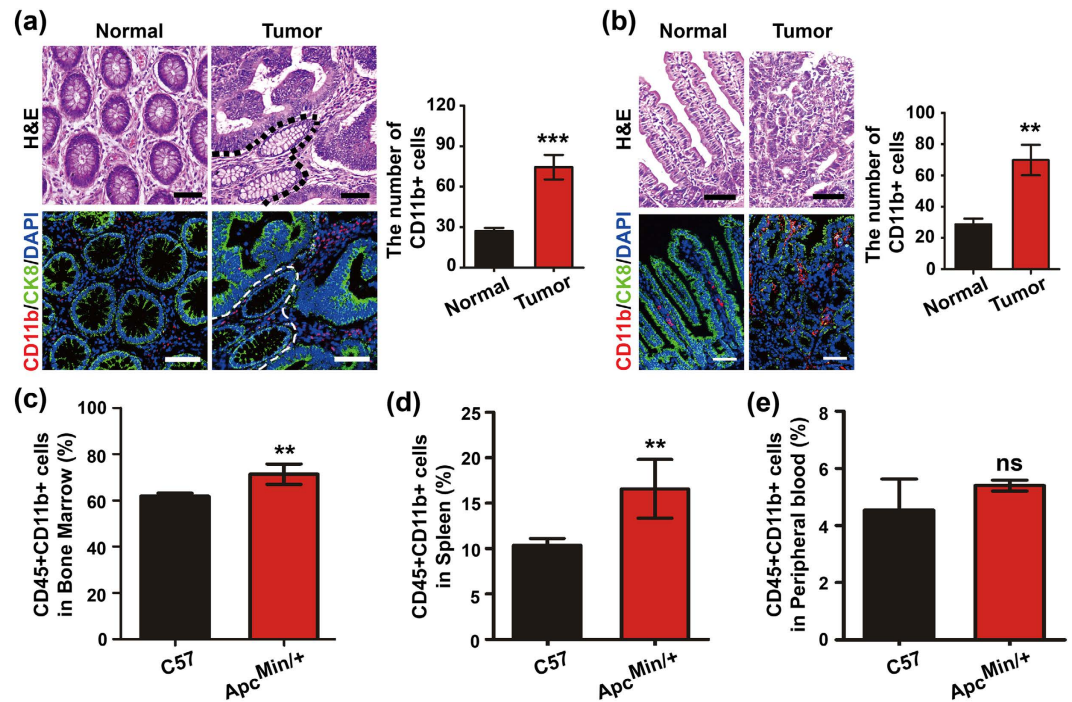 (a)
Normal
Tumor
H&E
CD11b/CK8/DAPI
The number of
CD11b+ cells
120
90
60
30
0
***
Normal
Tumor
(b)
Normal
Tumor
H&E
CD11b/CK8/DAPI
The number of
CD11b+ cells
100
80
60
40
20
0
**
Normal
Tumor
(c)
CD45+CD11b+ cells
in Bone Marrow (%)
100
80
60
40
20
0
**
C57
ApcMin/+
(d)
CD45+CD11b+ cells
in Spleen (%)
25
20
15
10
5
0
**
C57
ApcMin/+
(e)
CD45+CD11b+ cells
in Peripheral blood (%)
8
6
4
2
0
ns
C57
ApcMin/+